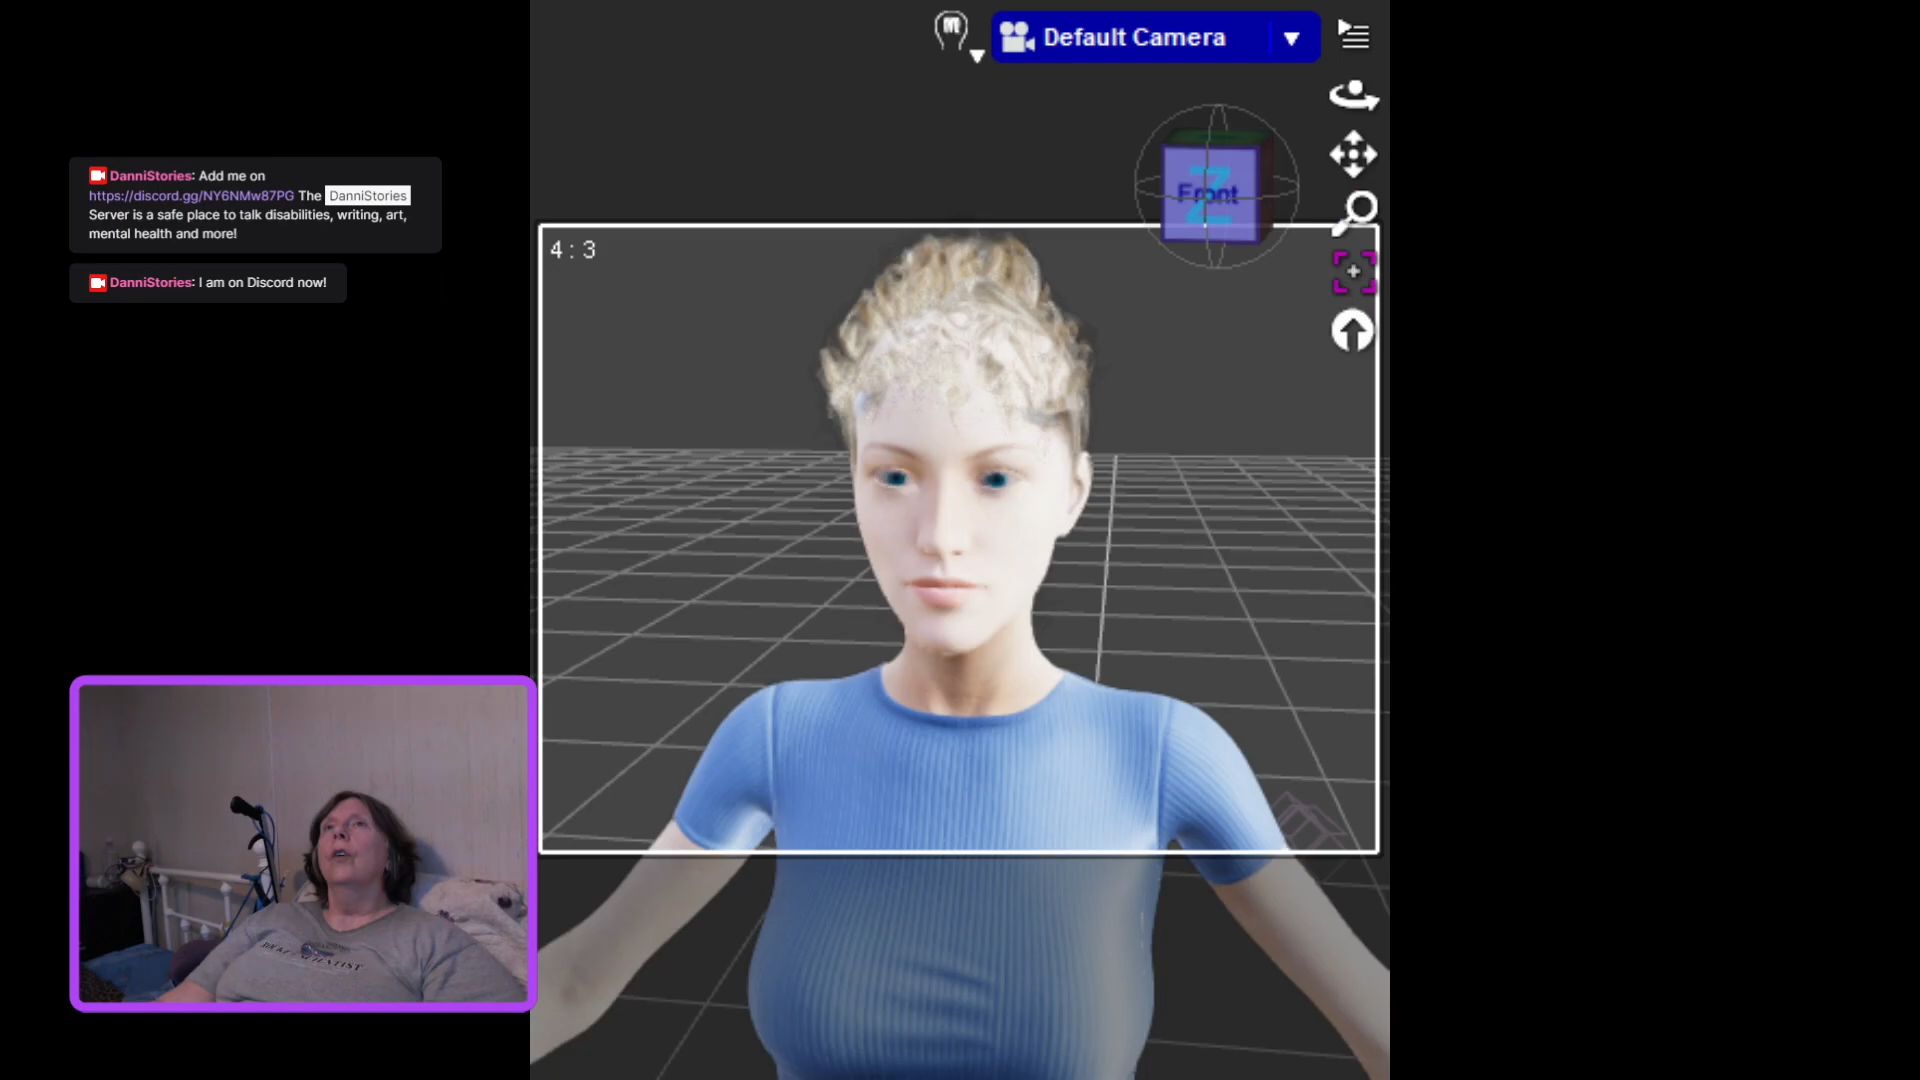 Default Camera
DanniStories: Add me on
https://discord.gg/NY6NMw87PG The DanniStories
Server is a safe place to talk disabilities, writing, art,
mental health and more!
DanniStories: I am on Discord now!
Front
Z
4 : 3
SCIENTIST